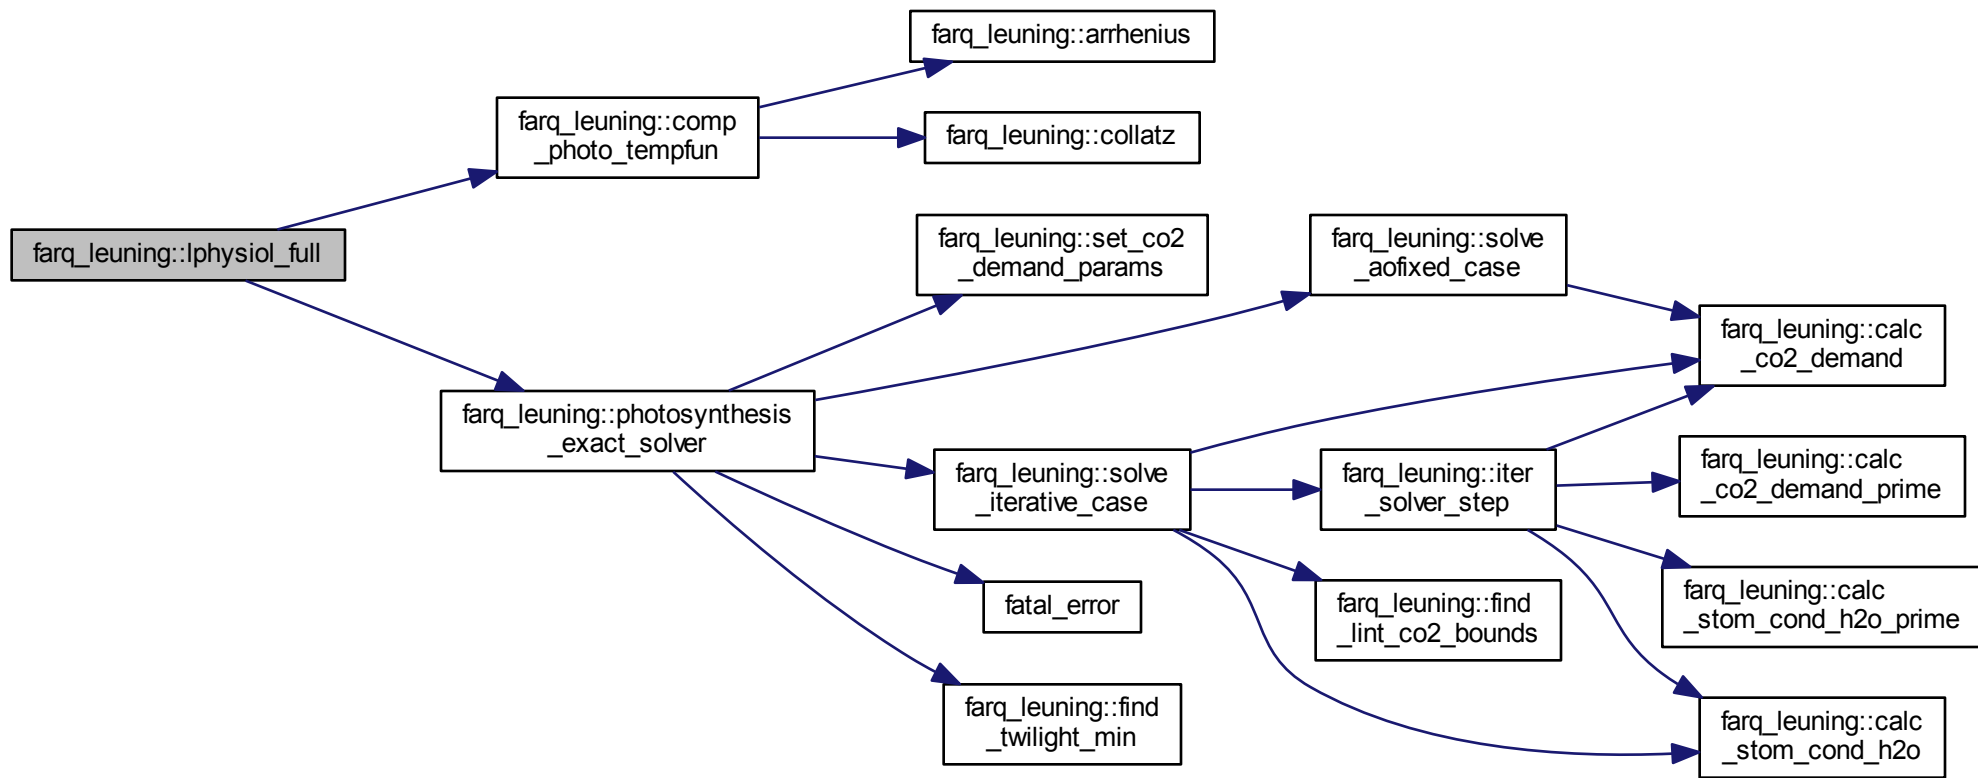 farq_leuning::arrhenius
farq_leuning::comp
_photo_tempfun
farq_leuning::collatz
farq_leuning::lphysiol_full
farq_leuning::set_co2
_demand_params
farq_leuning::solve
_aofixed_case
farq_leuning::calc
_co2_demand
farq_leuning::photosynthesis
_exact_solver
farq_leuning::solve
_iterative_case
farq_leuning::iter
_solver_step
farq_leuning::calc
_co2_demand_prime
fatal_error
farq_leuning::find
_lint_co2_bounds
farq_leuning::calc
_stom_cond_h2o_prime
farq_leuning::find
_twilight_min
farq_leuning::calc
_stom_cond_h2o